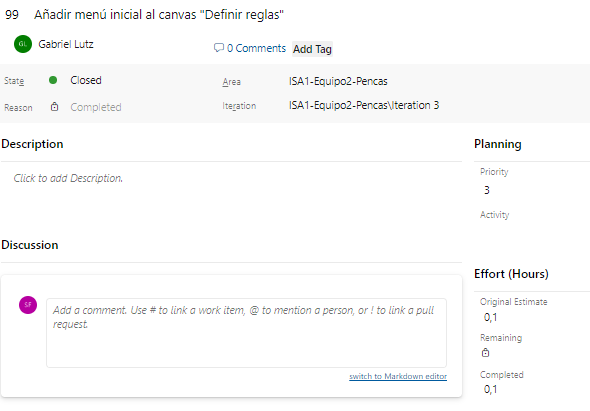 99 Añadir menú inicial al canvas "Definir reglas"
GL Gabriel Lutz
0 Comments Add Tag
State Closed
Area ISA1-Equipo2-Pencas
Reason Completed
Iteration ISA1-Equipo2-Pencas\Iteration 3
Description
Click to add Description.
Planning
Priority
3
Activity
Discussion
SF
Add a comment. Use # to link a work item, @ to mention a person, or ! to link a pull
request.
switch to Markdown editor
Effort (Hours)
Original Estimate
0,1
Remaining
Completed
0,1